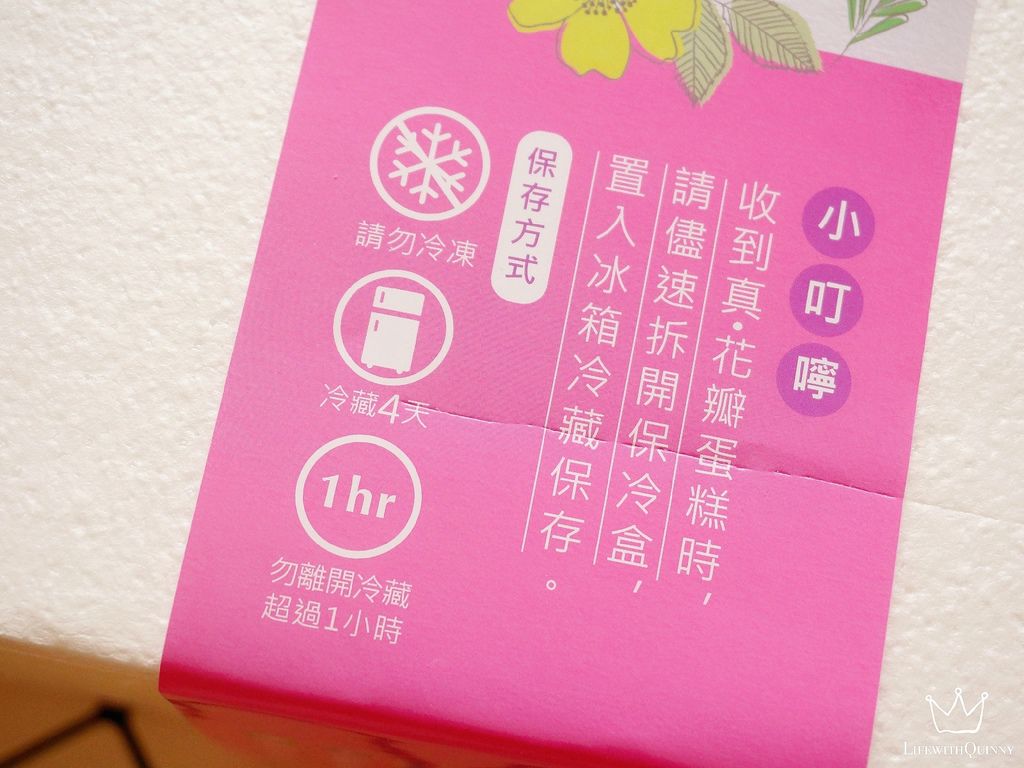 小叮嚀
收到真•花瓣蛋糕時，
請儘速拆開保冷盒，
置入冰箱冷藏保存。
保存方式
請勿冷凍
冷藏4天
1hr
勿離開冷藏
超過1小時
LIFEWITHQUINNY